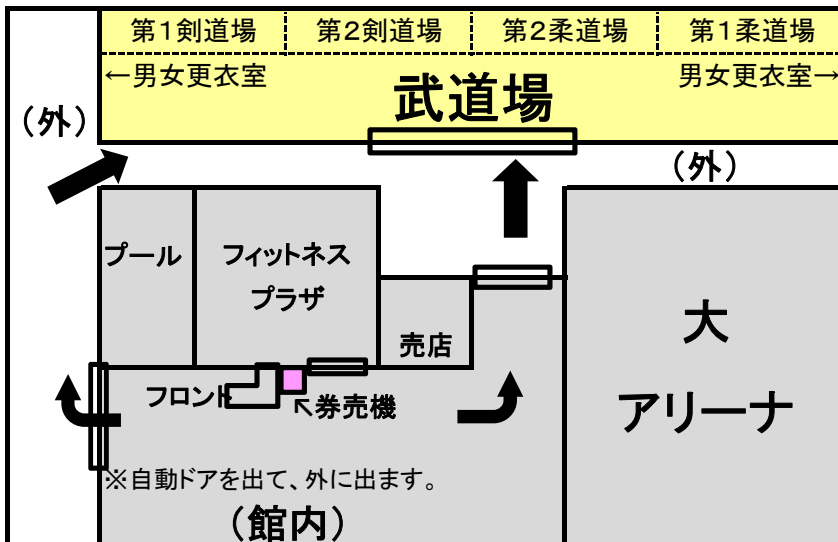 第1剣道場 第2剣道場 第2柔道場 第1柔道場
←男女更衣室 男女更衣室→
武道場
（外）
（外）
プール
フィットネス
プラザ
売店
大
アリーナ
フロント
↖券売機
※自動ドアを出て、外に出ます。
（館内）